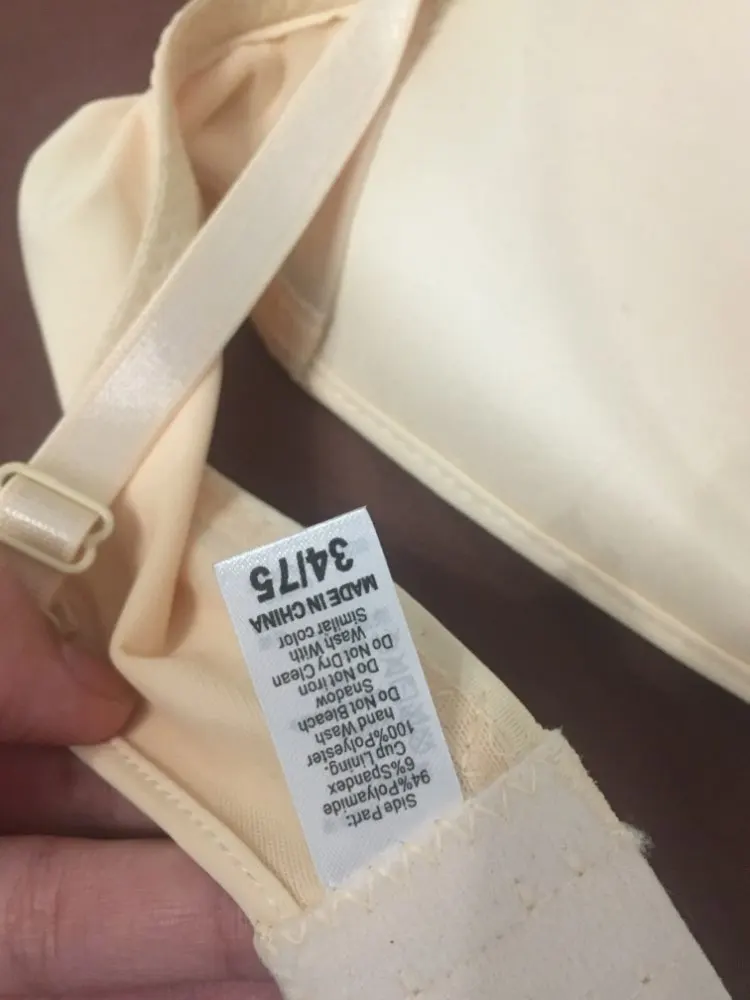 Side Part:
94%Polyamide
6%Spandex
Cup Lining:
100%Polyester
hand Wash
Do Not Bleach
Snadow
Do Not iron
Do Not Dry Clean
Wash With
Similar color
MADE IN CHINA
34/75